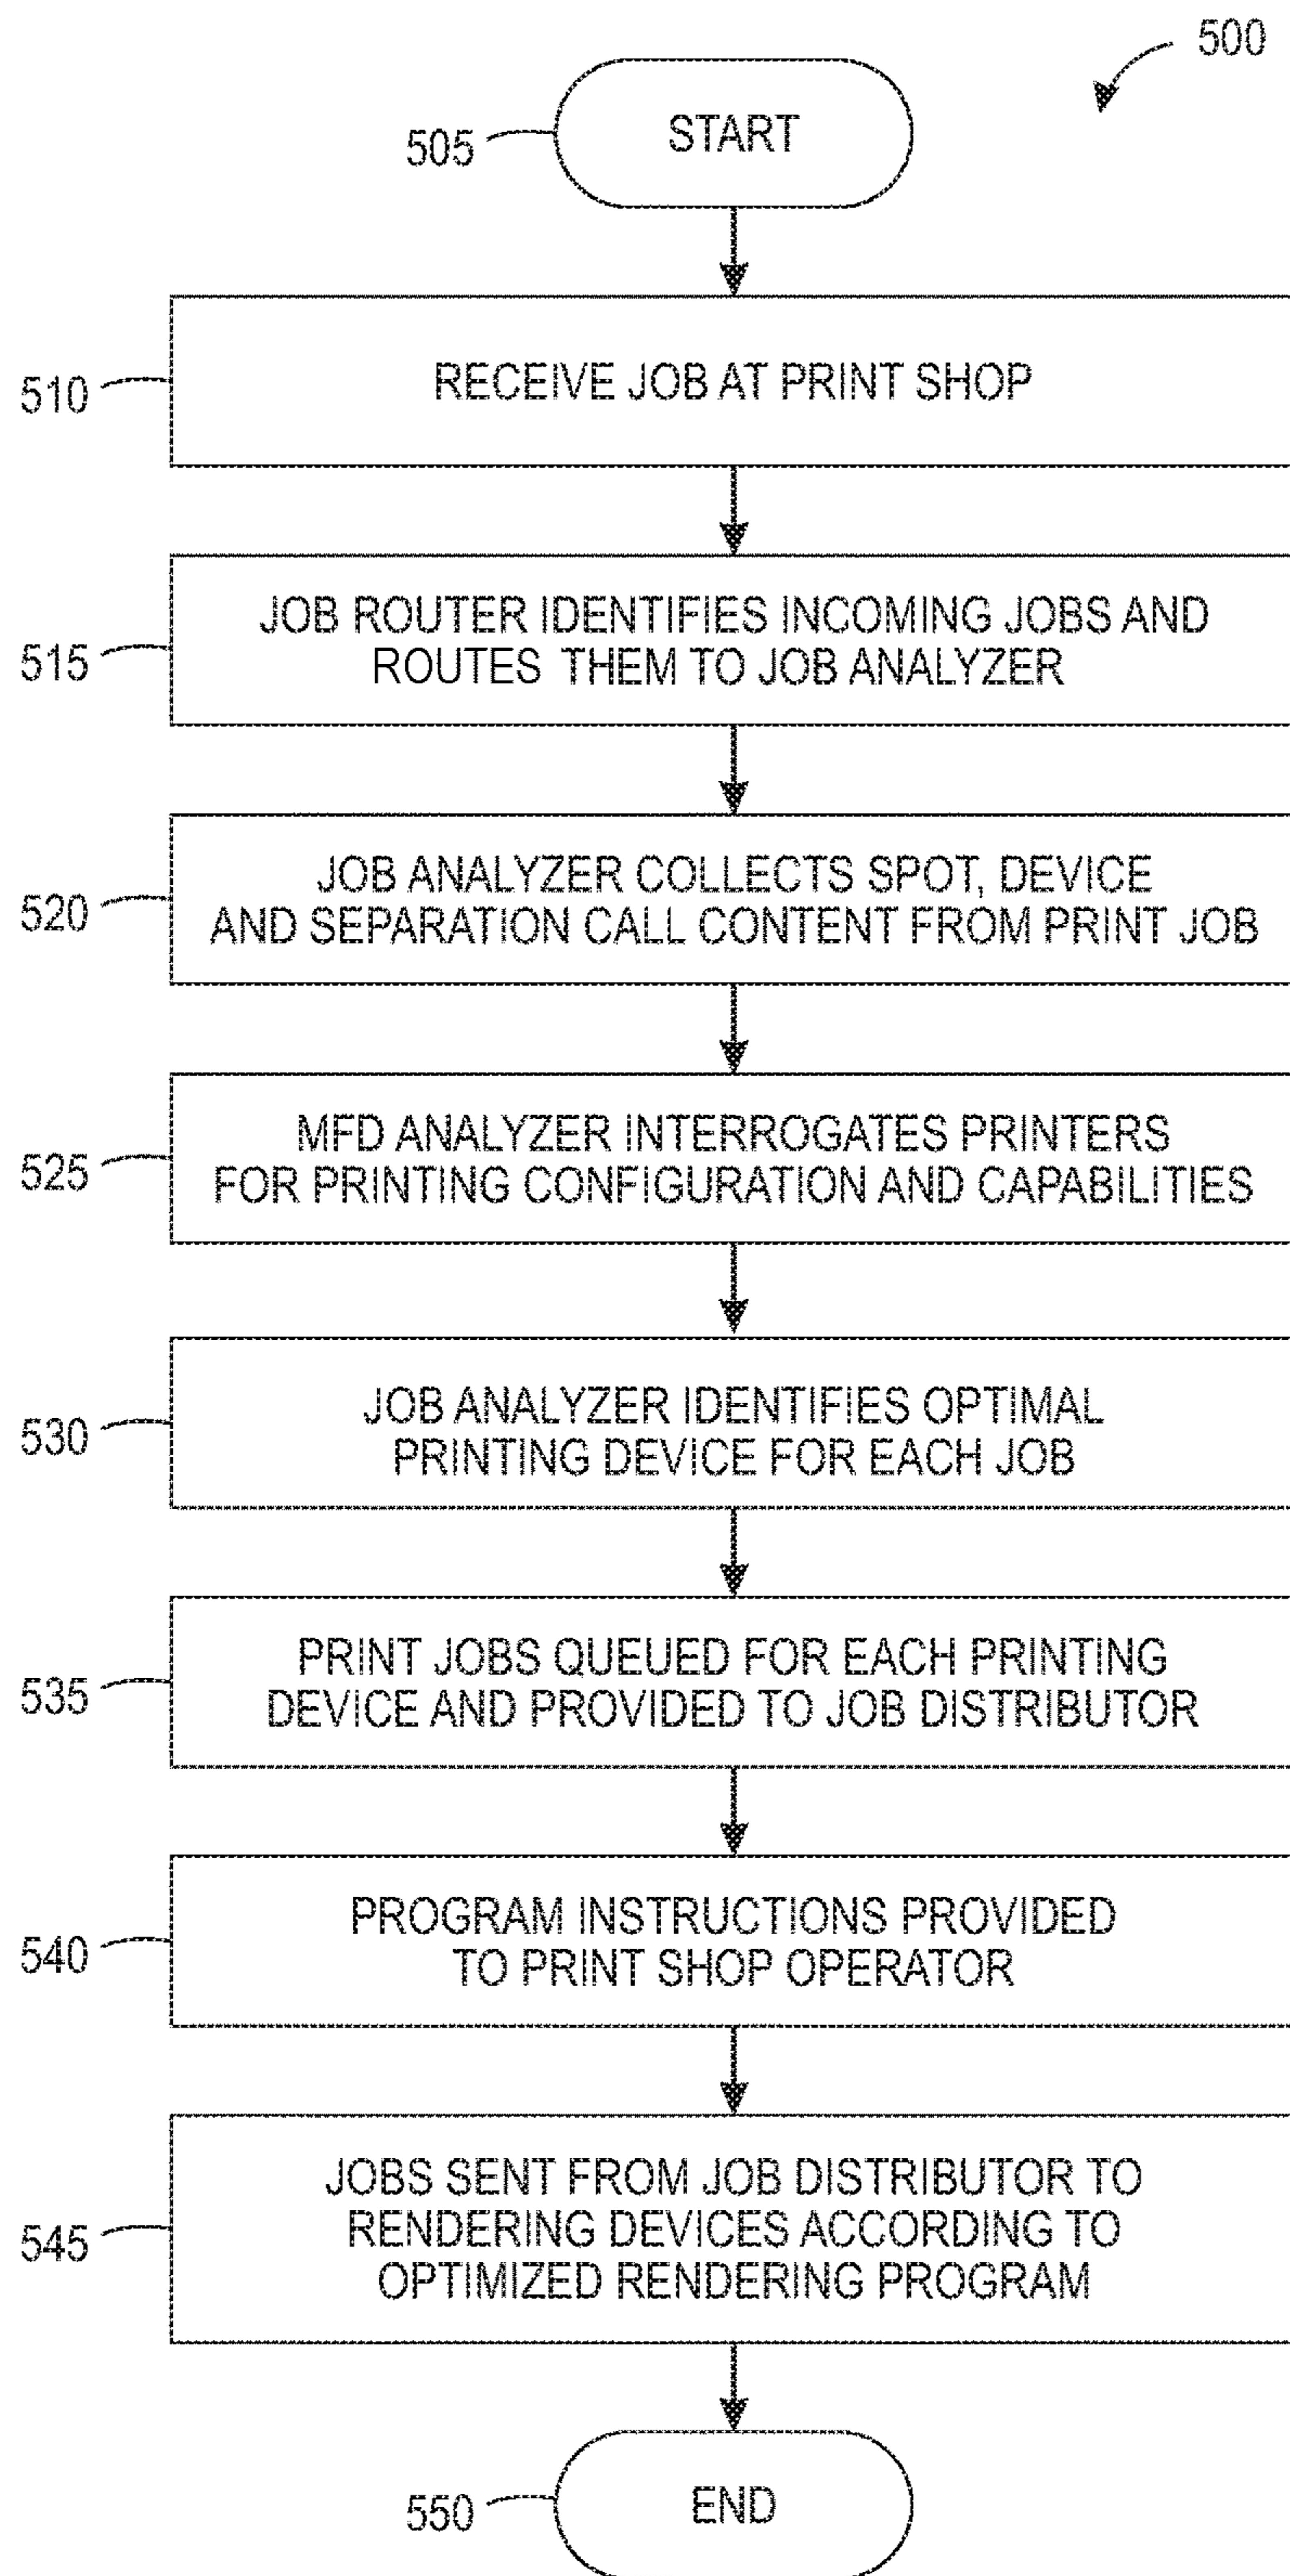 500
505
START
510
RECEIVE JOB AT PRINT SHOP
515
JOB ROUTER IDENTIFIES INCOMING JOBS AND
ROUTES THEM TO JOB ANALYZER
520
JOB ANALYZER COLLECTS SPOT, DEVICE
AND SEPARATION CALL CONTENT FROM PRINT JOB
525
MFD ANALYZER INTERROGATES PRINTERS
FOR PRINTING CONFIGURATION AND CAPABILITIES
530
JOB ANALYZER IDENTIFIES OPTIMAL
PRINTING DEVICE FOR EACH JOB
535
PRINT JOBS QUEUED FOR EACH PRINTING
DEVICE AND PROVIDED TO JOB DISTRIBUTOR
540
PROGRAM INSTRUCTIONS PROVIDED
TO PRINT SHOP OPERATOR
545
JOBS SENT FROM JOB DISTRIBUTOR TO
RENDERING DEVICES ACCORDING TO
OPTIMIZED RENDERING PROGRAM
550
END